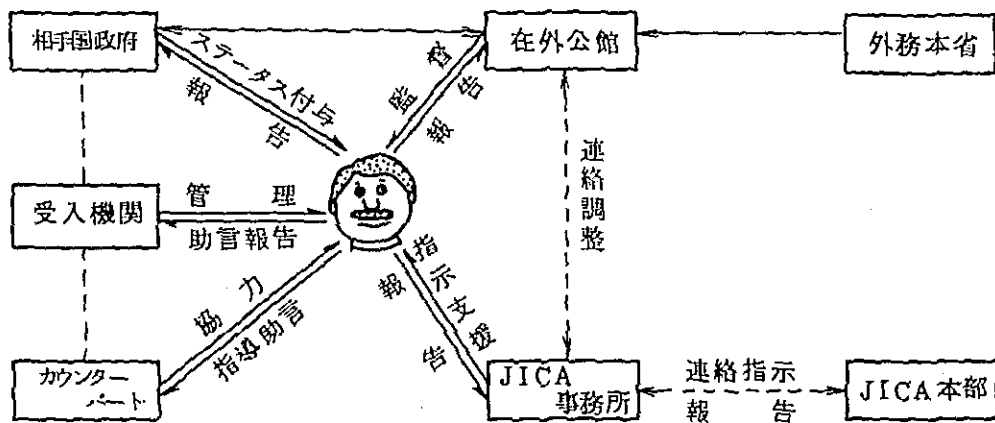 相手国政府
在外公館
外務本省
ステータス付与
報告
監督
報告
連絡調整
受入機関
管理
助言報告
協力
指導助言
指示支援
報告
カウンター
パート
JICA
事務所
連絡指示
報告
JICA本部